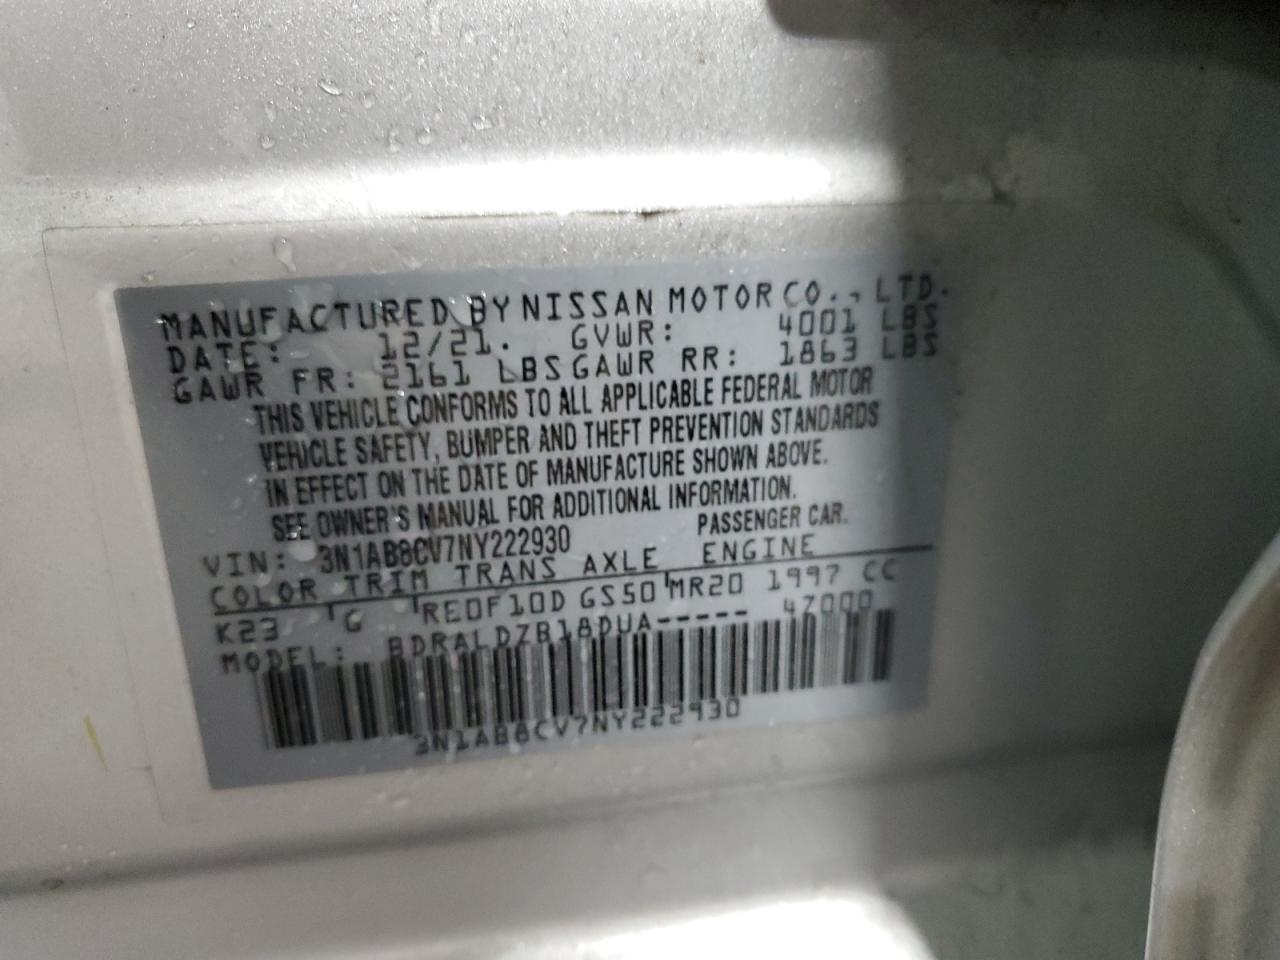 MANUFACTURED BY NISSAN MOTOR CO., LTD.
DATE: 12/21. GVWR: 4001 LBS
GAWR FR: 2161 LBS GAWR RR: 1863 LBS
THIS VEHICLE CONFORMS TO ALL APPLICABLE FEDERAL MOTOR
VEHICLE SAFETY, BUMPER AND THEFT PREVENTION STANDARDS
IN EFFECT ON THE DATE OF MANUFACTURE SHOWN ABOVE.
SEE OWNER'S MANUAL FOR ADDITIONAL INFORMATION.
VIN: 3N1AB8CV7NY222930 PASSENGER CAR.
COLOR TRIM TRANS AXLE ENGINE
K23 G RE0F10D GS50 MR20 1997 CC
MODEL: BDRALDZB18DUA----- 47000
3N1AB8CV7NY222930